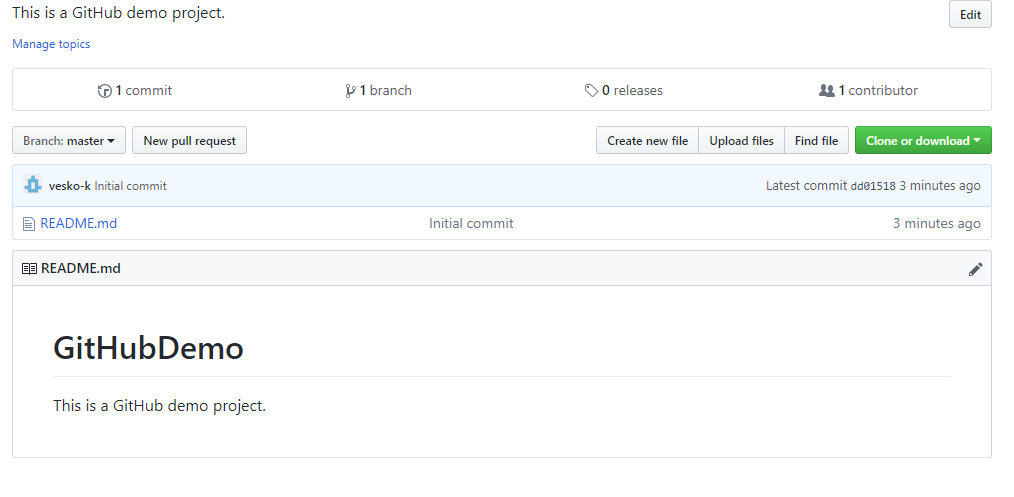 This is a GitHub demo project.
Edit
Manage topics
1 commit
1 branch
0 releases
1 contributor
Branch: master
New pull request
Create new file
Upload files
Find file
Clone or download
vesko-k Initial commit
Latest commit dd01518 3 minutes ago
README.md
Initial commit
3 minutes ago
README.md
GitHubDemo
This is a GitHub demo project.